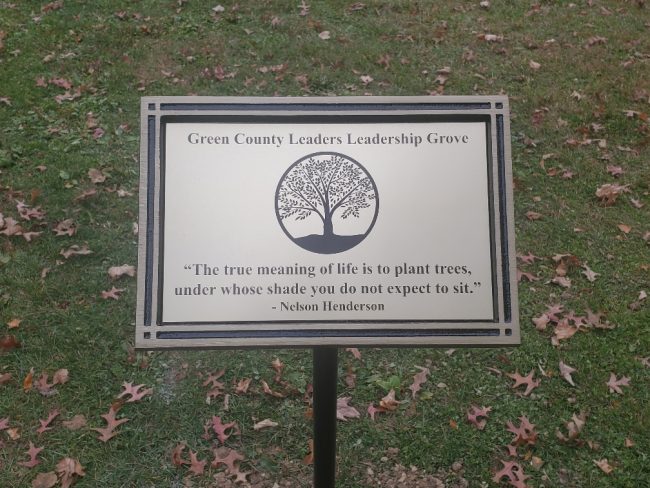 Green County Leaders Leadership Grove
“The true meaning of life is to plant trees,
under whose shade you do not expect to sit.”
- Nelson Henderson